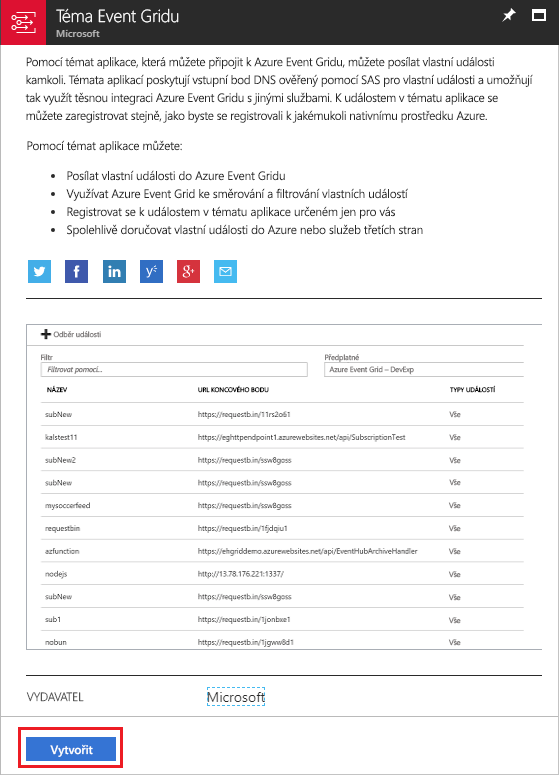 Téma Event Gridu
Microsoft
Pomocí témat aplikace, která můžete připojit k Azure Event Gridu, můžete posílat vlastní události
kamkoli. Témata aplikací poskytují vstupní bod DNS ověřený pomocí SAS pro vlastní události a umožňují
tak využít těsnou integraci Azure Event Gridu s jinými službami. K událostem v tématu aplikace se
můžete zaregistrovat stejně, jako byste se registrovali k jakémukoli nativnímu prostředku Azure.
Pomocí témat aplikace můžete:
• Posílat vlastní události do Azure Event Gridu
• Využívat Azure Event Grid ke směrování a filtrování vlastních událostí
• Registrovat se k událostem v tématu aplikace určeném jen pro vás
• Spolehlivě doručovat vlastní události do Azure nebo služeb třetích stran
f in y g+
Odběr události
Filtr Předplatné
Filtrovat pomocí... Azure Event Grid – DevExp
NÁZEV URL KONCOVÉHO BODU TYPY UDÁLOSTÍ
subNew https://requestb.in/11rs2o61 Vše
kalstest11 https://eghttpendpoint1.azurewebsites.net/api/SubscriptionTest Vše
subNew2 https://requestb.in/ssw8goss Vše
subNew https://requestb.in/ssw8goss Vše
mysoccerfeed https://requestb.in/ssw8goss Vše
requestbin https://requestb.in/1fjdqiu1 Vše
azfunction https://ehgriddemo.azurewebsites.net/api/EventHubArchiveHandler Vše
nodejs http://13.78.176.221:1337/ Vše
subNew https://requestb.in/ssw8goss Vše
sub1 https://requestb.in/1jonbxe1 Vše
nobun https://requestb.in/1jgww8d1 Vše
VYDAVATEL Microsoft
Vytvořit